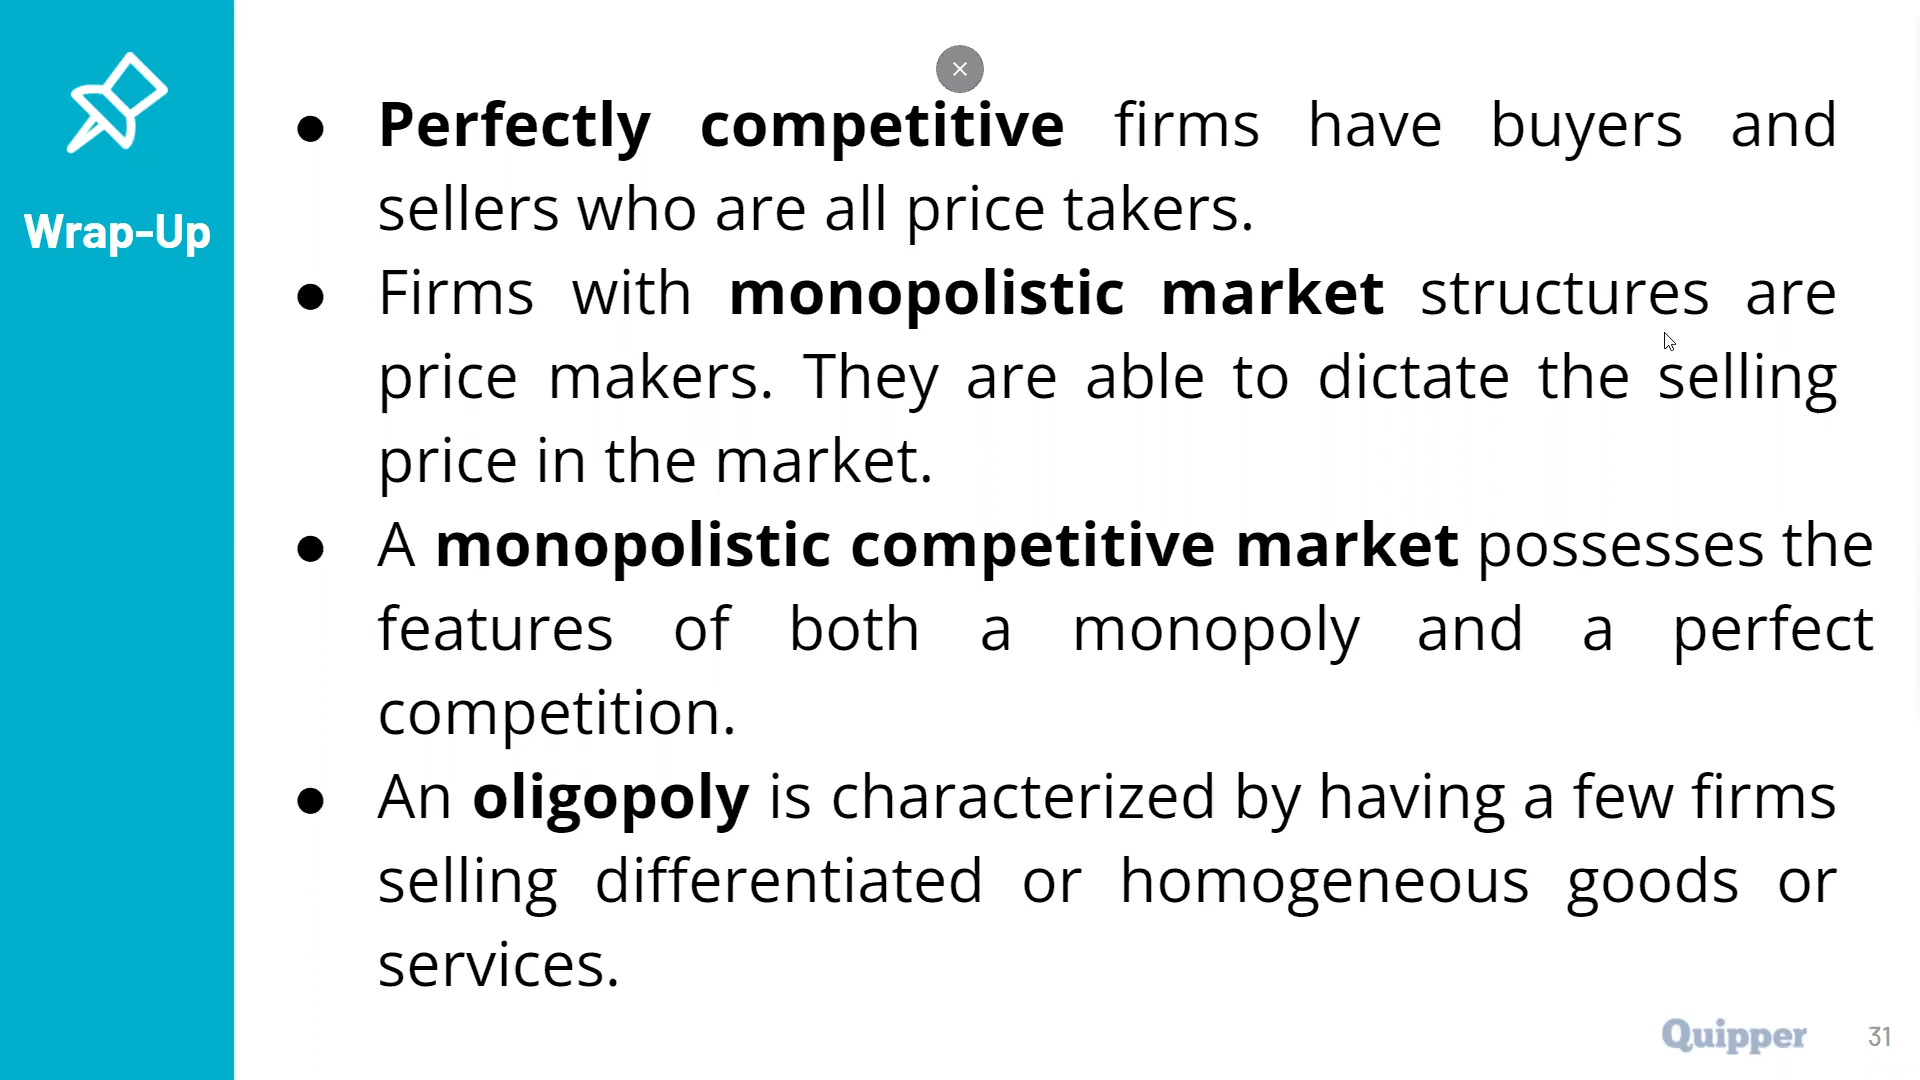 Wrap-Up
● Perfectly competitive firms have buyers and
sellers who are all price takers.
● Firms with monopolistic market structures are
price makers. They are able to dictate the selling
price in the market.
● A monopolistic competitive market possesses the
features of both a monopoly and a perfect
competition.
● An oligopoly is characterized by having a few firms
selling differentiated or homogeneous goods or
services.
Quipper 31